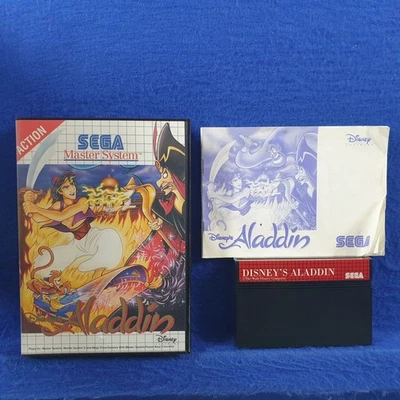 ACTION
SEGA
Master System
Aladdin
Disney
Disney
Disney's
Aladdin
SEGA
DISNEY'S ALADDIN
SEGA